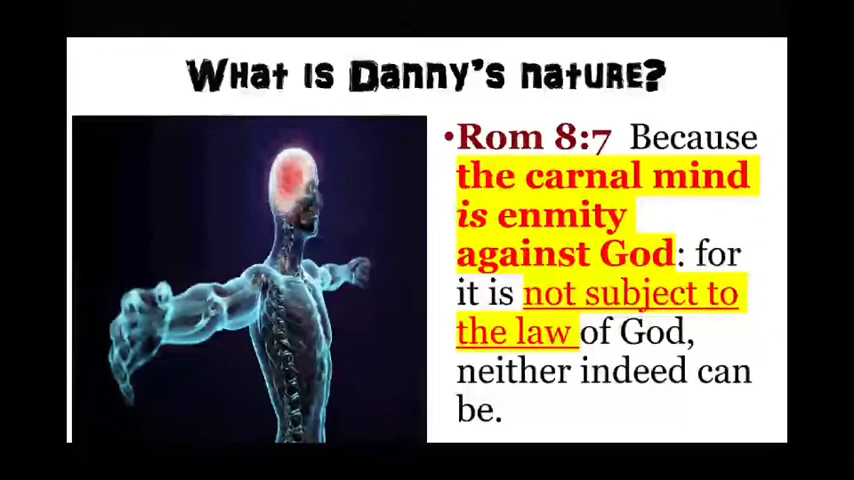 What is Danny's nature?
•Rom 8:7 Because
the carnal mind
is enmity
against God: for
it is not subject to
the law of God,
neither indeed can
be.